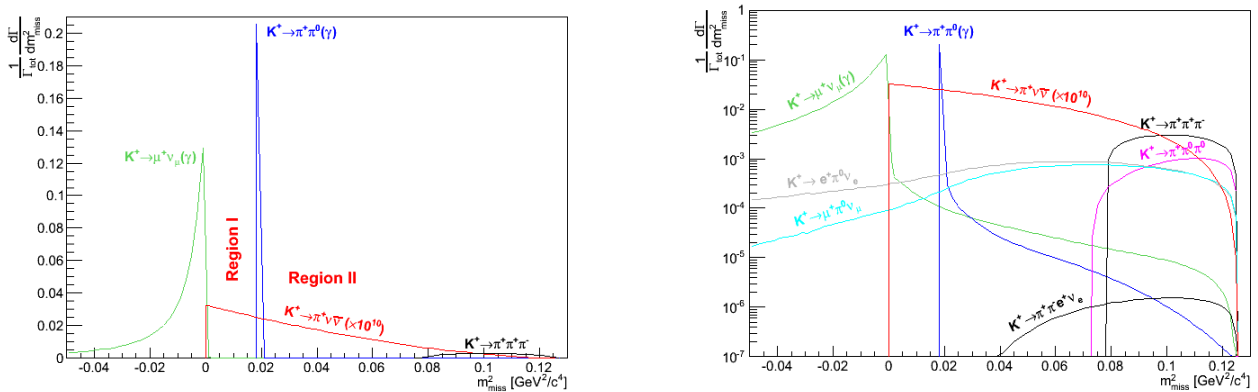 1/Γtot dΓ/dm²miss
0.2
0.18
0.16
0.14
0.12
0.1
0.08
0.06
0.04
0.02
0
K⁺→π⁺π⁰(γ)
K⁺→μ⁺νμ(γ)
Region I
Region II
K⁺→π⁺νν̄(×10¹⁰)
K⁺→π⁺π⁺π⁻
-0.04 -0.02 0 0.02 0.04 0.06 0.08 0.1 0.12
m²miss [GeV²/c⁴]
1/Γtot dΓ/dm²miss
1
10⁻¹
10⁻²
10⁻³
10⁻⁴
10⁻⁵
10⁻⁶
10⁻⁷
K⁺→π⁺π⁰(γ)
K⁺→μ⁺νμ(γ)
K⁺→π⁺νν̄(×10¹⁰)
K⁺→π⁺π⁺π⁻
K⁺→π⁺π⁰π⁰
K⁺→e⁺π⁰νe
K⁺→μ⁺π⁰νμ
K⁺→π⁺π⁻e⁺νe
-0.04 -0.02 0 0.02 0.04 0.06 0.08 0.1 0.12
m²miss [GeV²/c⁴]